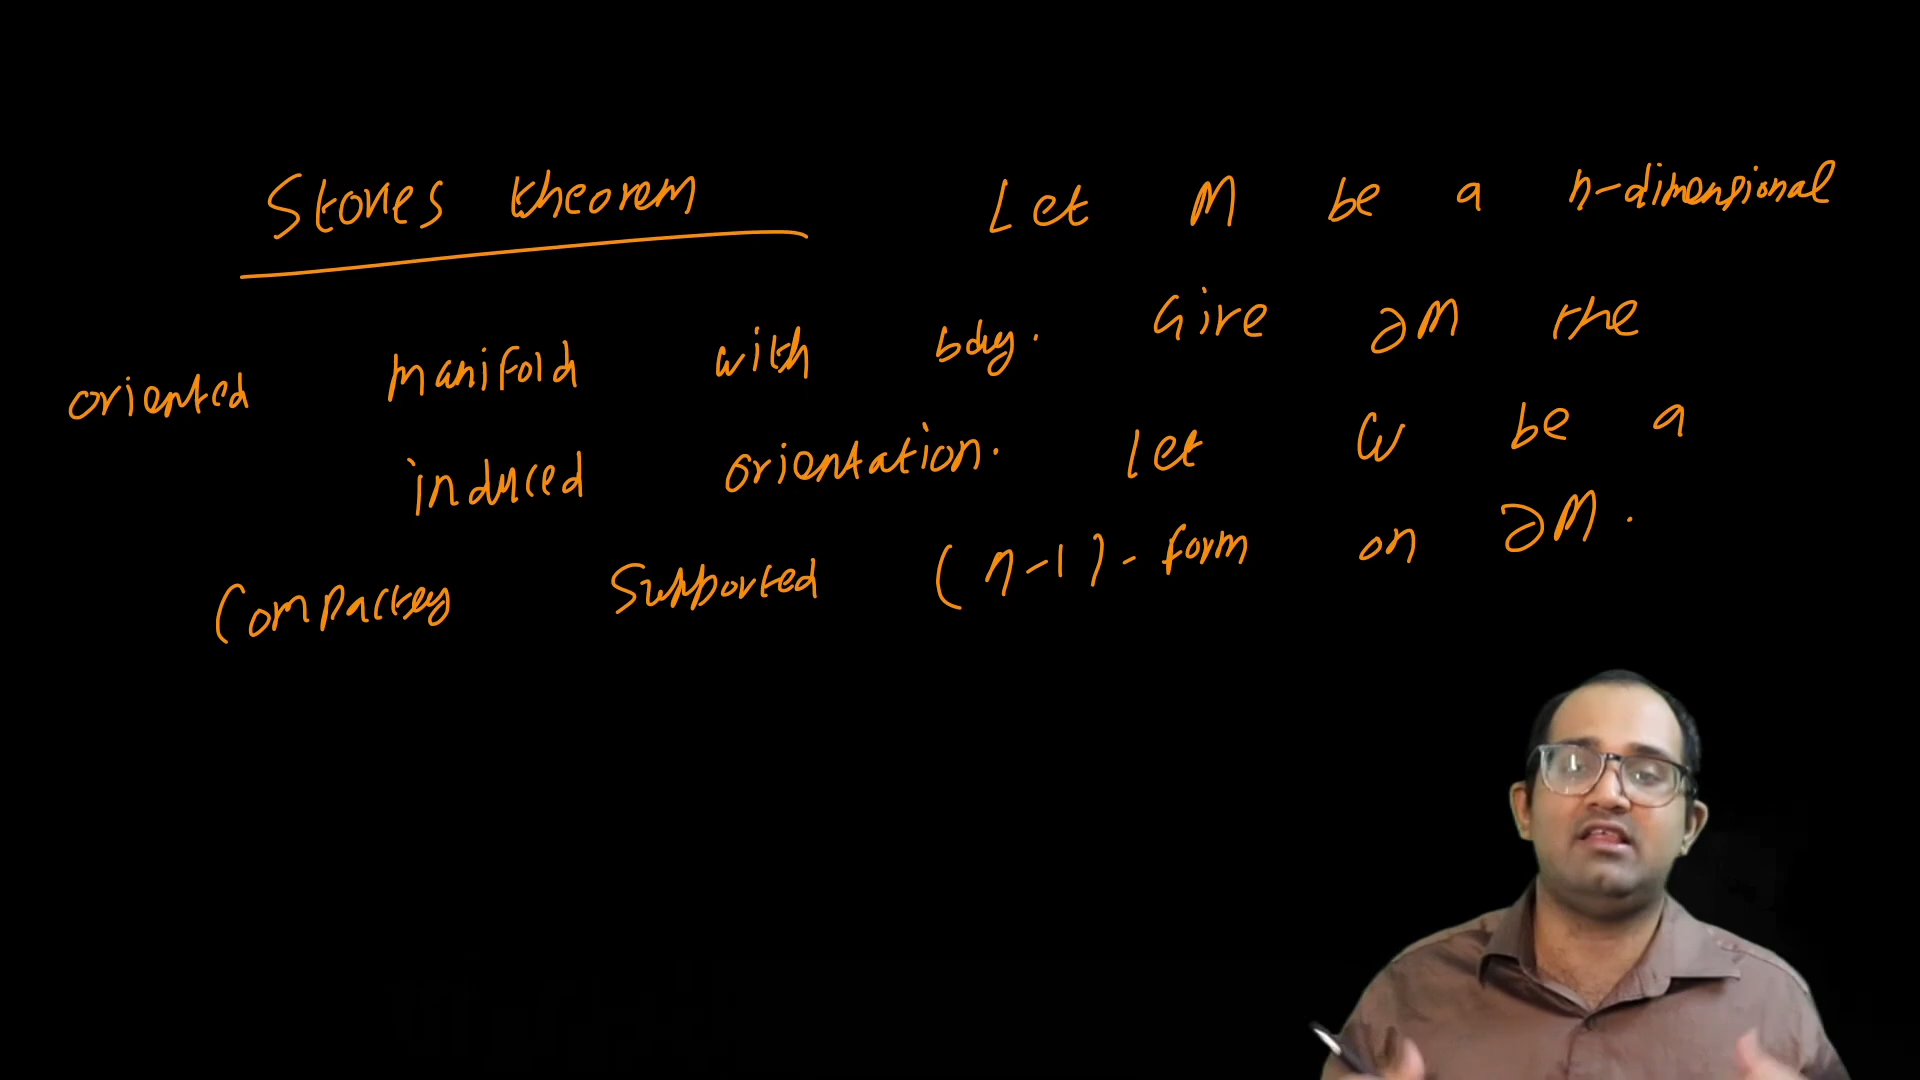 Stokes theorem Let M be a n-dimensional
oriented manifold with bdy. Give ∂M the
induced orientation. Let ω be a
compactly supported (n-1)-form on ∂M.